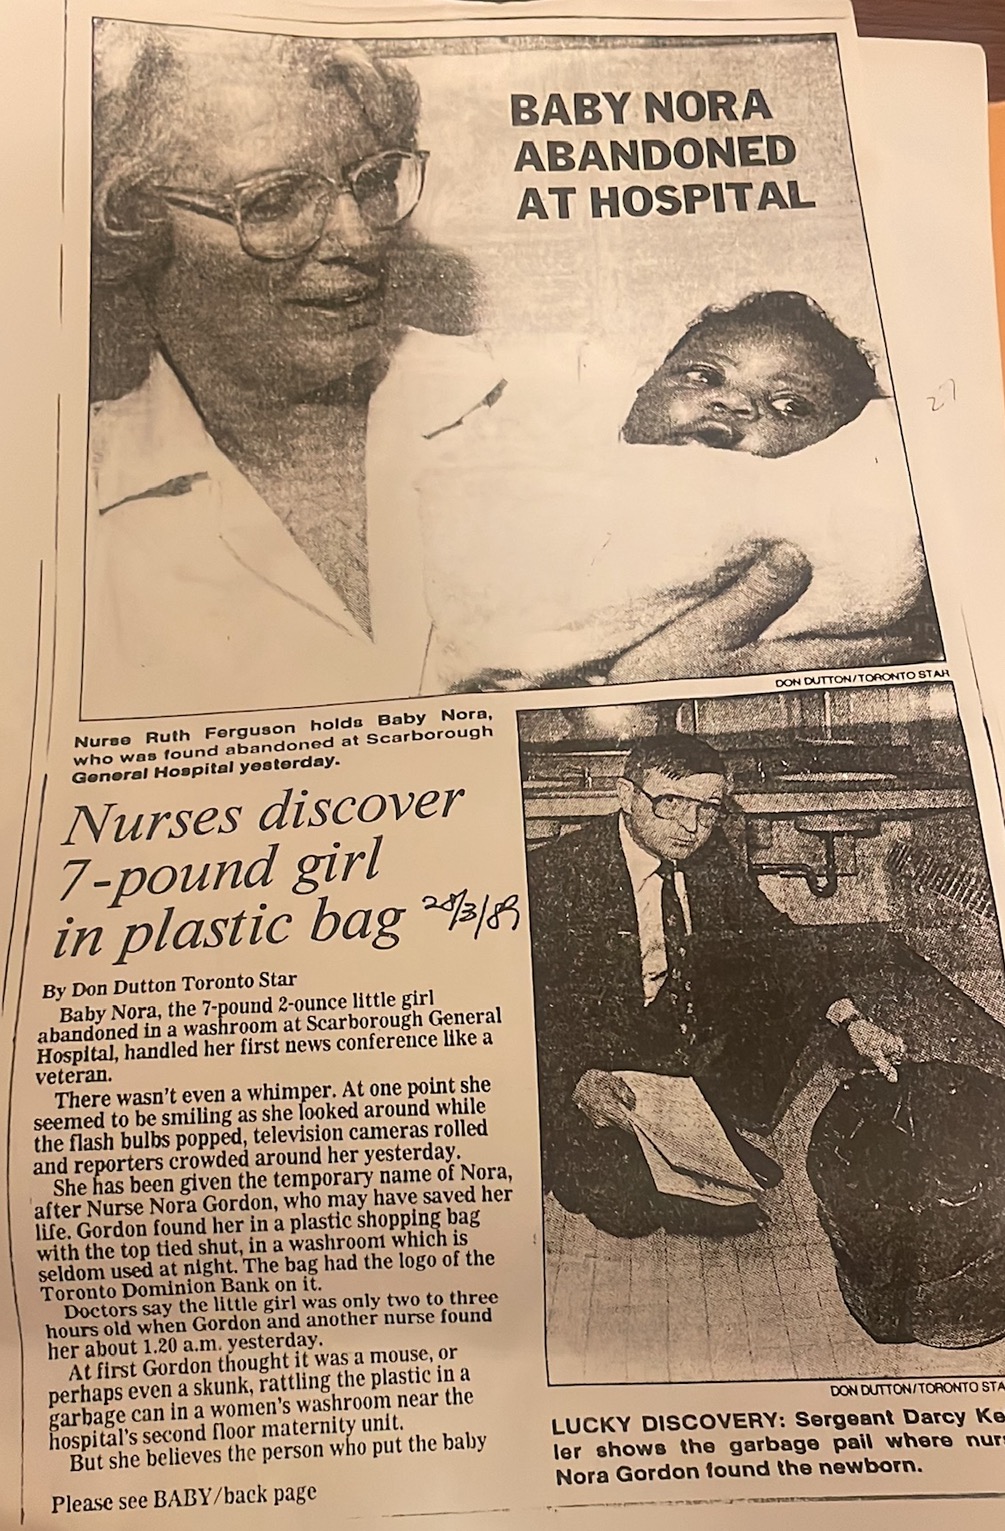 BABY NORA
ABANDONED
AT HOSPITAL
27
DON DUTTON/TORONTO STAR
Nurse Ruth Ferguson holds Baby Nora,
who was found abandoned at Scarborough
General Hospital yesterday.
Nurses discover
7-pound girl
in plastic bag
28/3/89
By Don Dutton Toronto Star
Baby Nora, the 7-pound 2-ounce little girl
abandoned in a washroom at Scarborough General
Hospital, handled her first news conference like a
veteran.
There wasn't even a whimper. At one point she
seemed to be smiling as she looked around while
the flash bulbs popped, television cameras rolled
and reporters crowded around her yesterday.
She has been given the temporary name of Nora,
after Nurse Nora Gordon, who may have saved her
life. Gordon found her in a plastic shopping bag
with the top tied shut, in a washroom which is
seldom used at night. The bag had the logo of the
Toronto Dominion Bank on it.
Doctors say the little girl was only two to three
hours old when Gordon and another nurse found
her about 1.20 a.m. yesterday.
At first Gordon thought it was a mouse, or
perhaps even a skunk, rattling the plastic in a
garbage can in a women's washroom near the
hospital's second floor maternity unit.
But she believes the person who put the baby
Please see BABY/back page
DON DUTTON/TORONTO STA
LUCKY DISCOVERY: Sergeant Darcy Ke
ler shows the garbage pail where nur
Nora Gordon found the newborn.